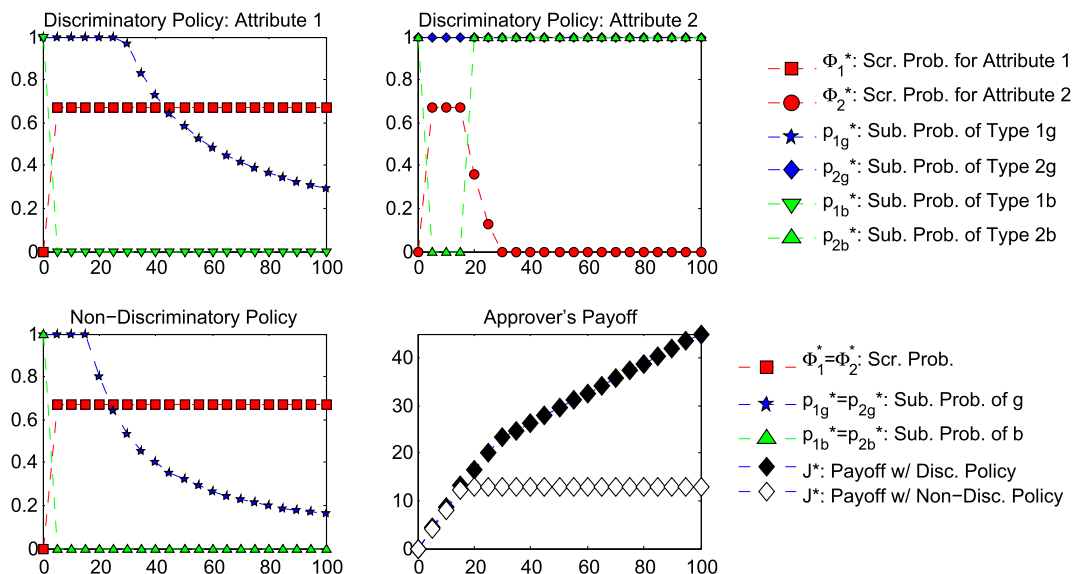 Discriminatory Policy: Attribute 1
1
0.8
0.6
0.4
0.2
0
0 20 40 60 80 100
Discriminatory Policy: Attribute 2
1
0.8
0.6
0.4
0.2
0
0 20 40 60 80 100
Φ1*: Scr. Prob. for Attribute 1
Φ2*: Scr. Prob. for Attribute 2
p1g*: Sub. Prob. of Type 1g
p2g*: Sub. Prob. of Type 2g
p1b*: Sub. Prob. of Type 1b
p2b*: Sub. Prob. of Type 2b
Non−Discriminatory Policy
1
0.8
0.6
0.4
0.2
0
0 20 40 60 80 100
Approver's Payoff
40
30
20
10
0
0 20 40 60 80 100
Φ1*=Φ2*: Scr. Prob.
p1g*=p2g*: Sub. Prob. of g
p1b*=p2b*: Sub. Prob. of b
J*: Payoff w/ Disc. Policy
J*: Payoff w/ Non−Disc. Policy